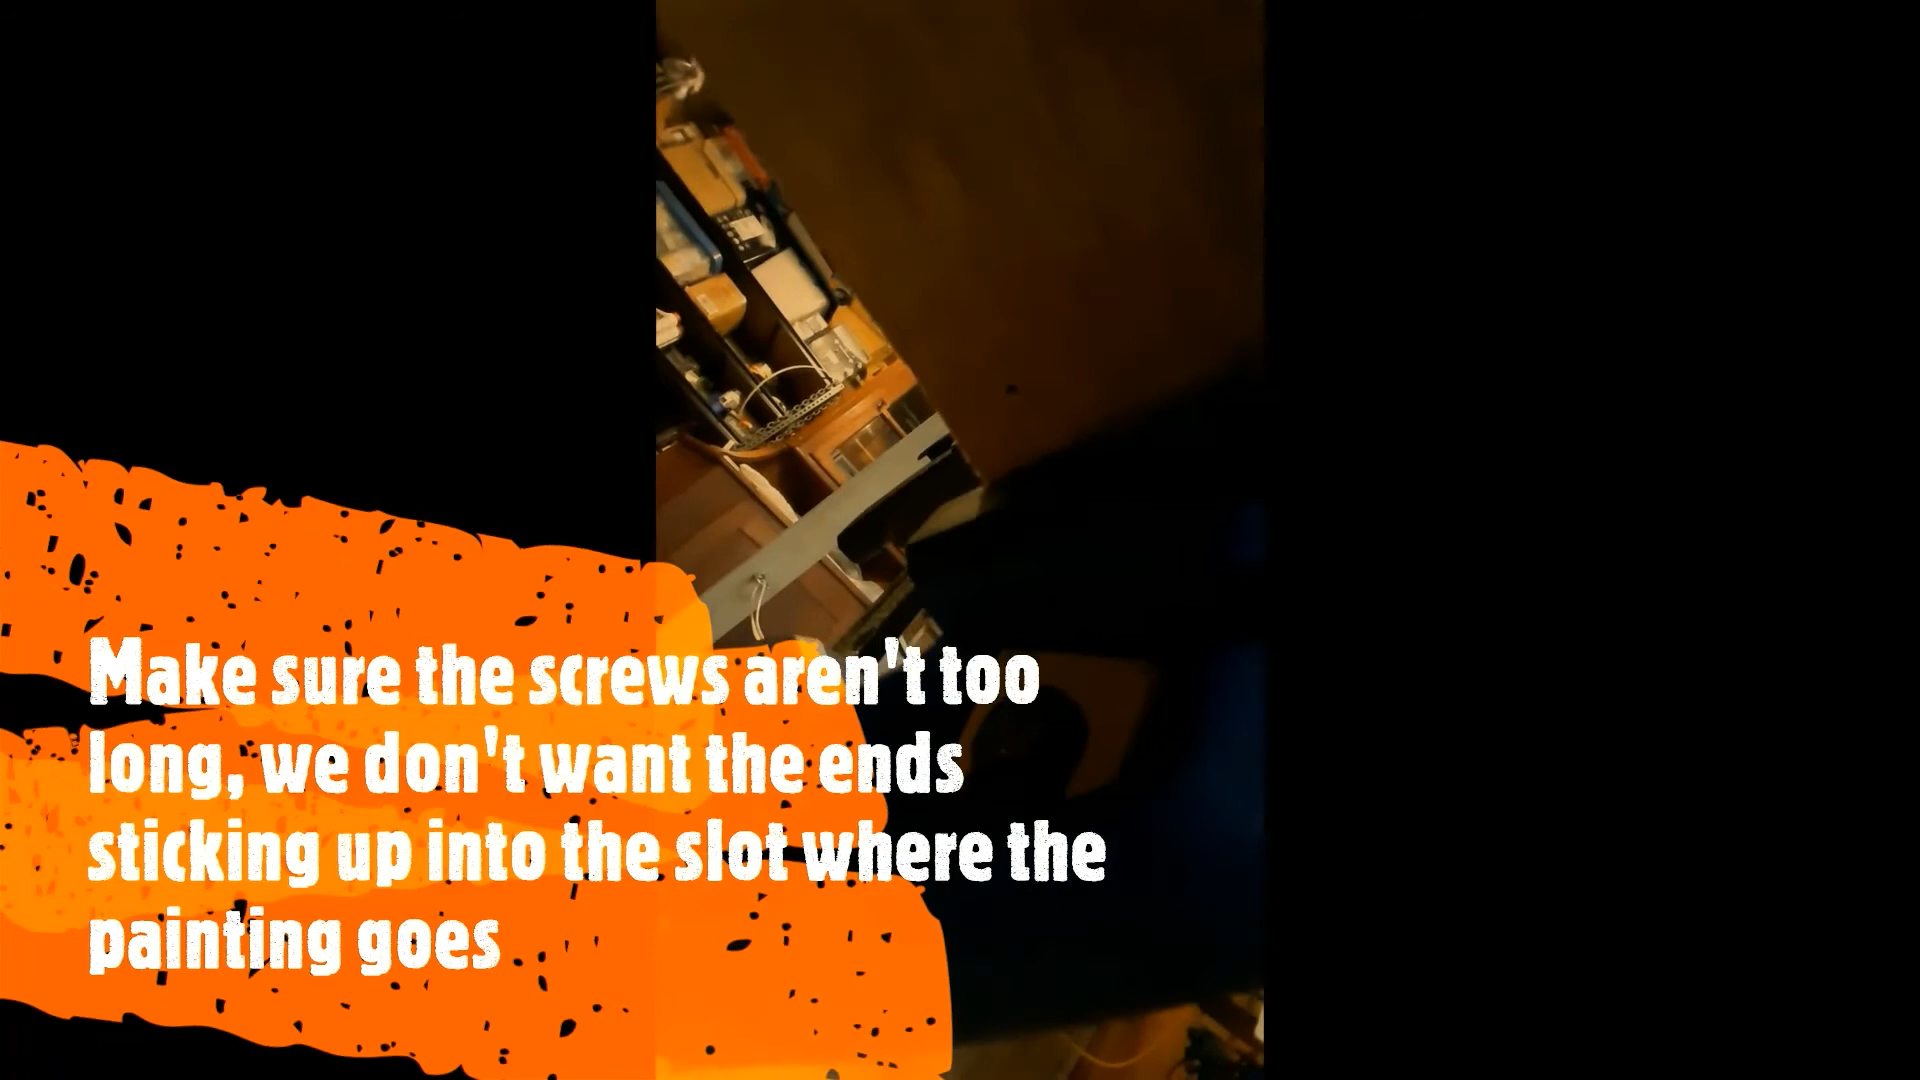 Make sure the screws aren't too
long, we don't want the ends
sticking up into the slot where the
painting goes